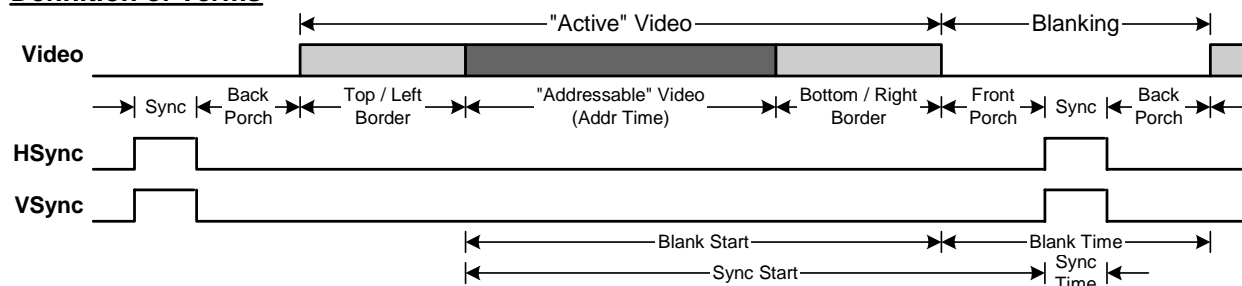 Definition of Terms
"Active" Video
Blanking
Video
Sync
Back Porch
Top / Left Border
"Addressable" Video (Addr Time)
Bottom / Right Border
Front Porch
Sync
Back Porch
HSync
VSync
Blank Start
Blank Time
Sync Start
Sync Time